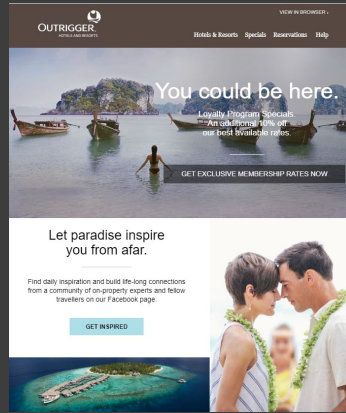 VIEW IN BROWSER ›
OUTRIGGER.
HOTELS AND RESORTS
Hotels & Resorts Specials Reservations Help
You could be here.
Loyalty Program Specials.
An additional 10% off
our best available rates.
GET EXCLUSIVE MEMBERSHIP RATES NOW
Let paradise inspire
you from afar.
Find daily inspiration and build life-long connections
from a community of on-property experts and fellow
travellers on our Facebook page.
GET INSPIRED